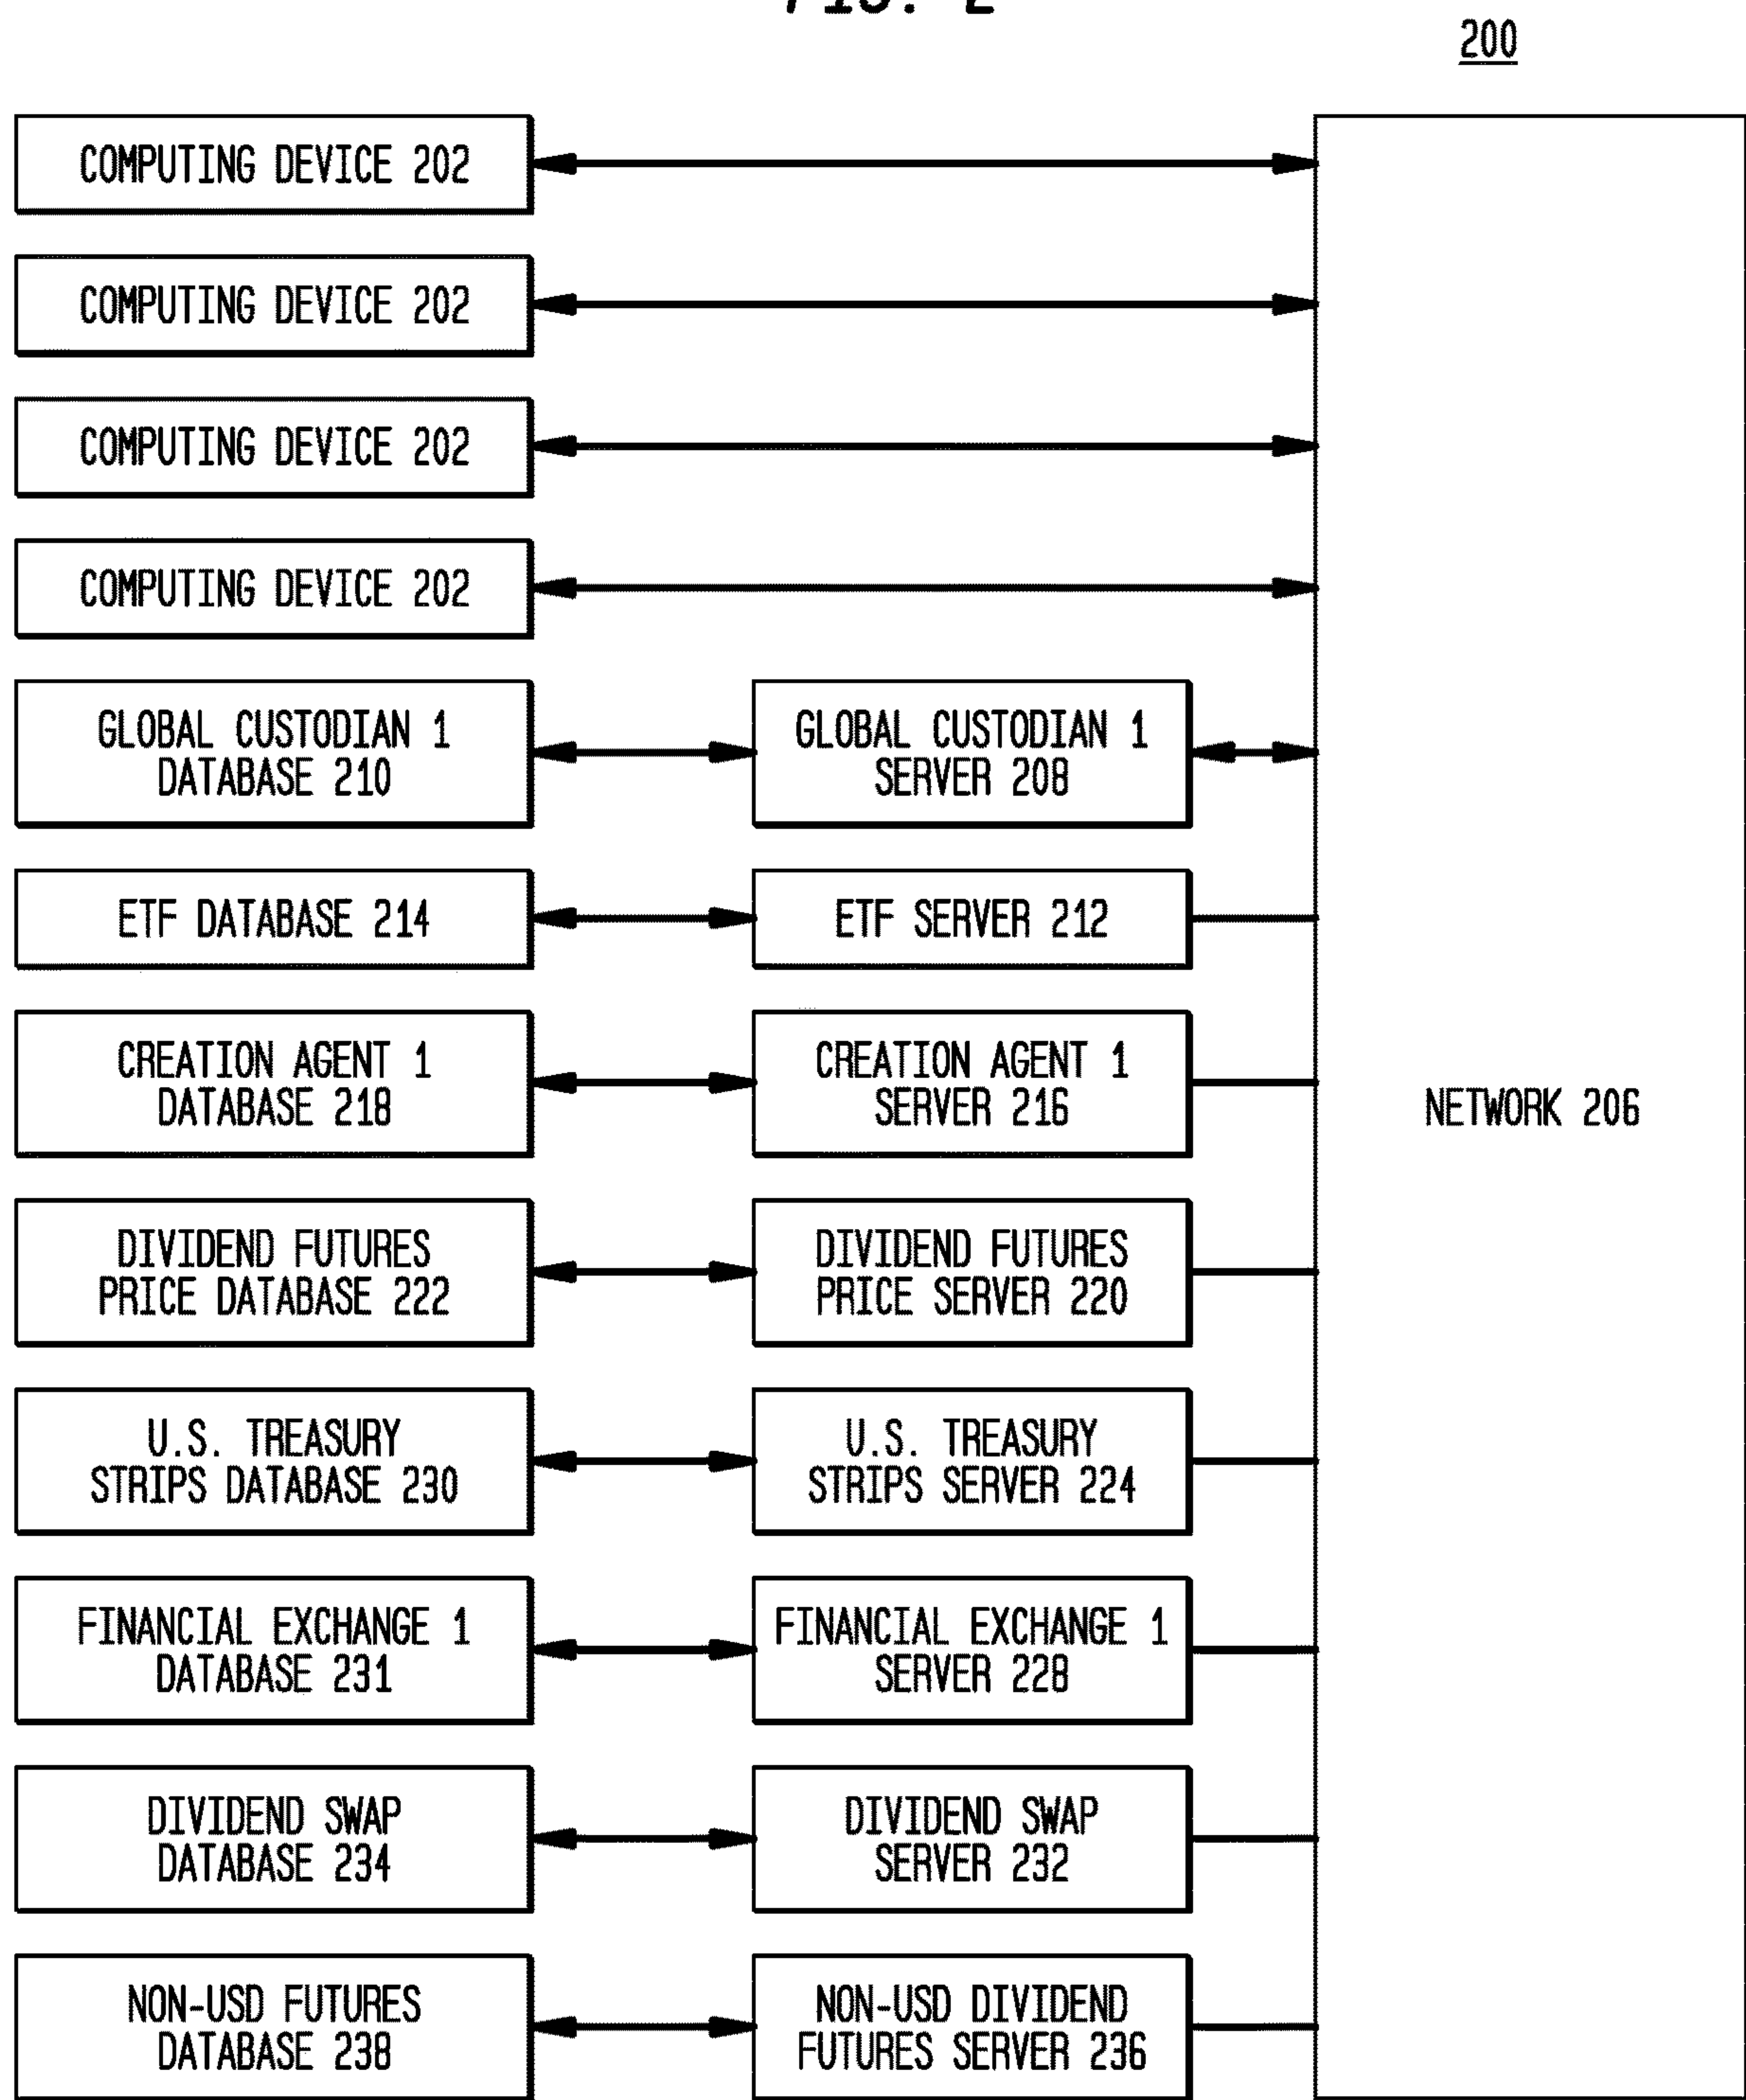 FIG. 2
200
COMPUTING DEVICE 202
COMPUTING DEVICE 202
COMPUTING DEVICE 202
COMPUTING DEVICE 202
GLOBAL CUSTODIAN 1
DATABASE 210
GLOBAL CUSTODIAN 1
SERVER 208
ETF DATABASE 214
ETF SERVER 212
CREATION AGENT 1
DATABASE 218
CREATION AGENT 1
SERVER 216
NETWORK 206
DIVIDEND FUTURES
PRICE DATABASE 222
DIVIDEND FUTURES
PRICE SERVER 220
U.S. TREASURY
STRIPS DATABASE 230
U.S. TREASURY
STRIPS SERVER 224
FINANCIAL EXCHANGE 1
DATABASE 231
FINANCIAL EXCHANGE 1
SERVER 228
DIVIDEND SWAP
DATABASE 234
DIVIDEND SWAP
SERVER 232
NON-USD FUTURES
DATABASE 238
NON-USD DIVIDEND
FUTURES SERVER 236